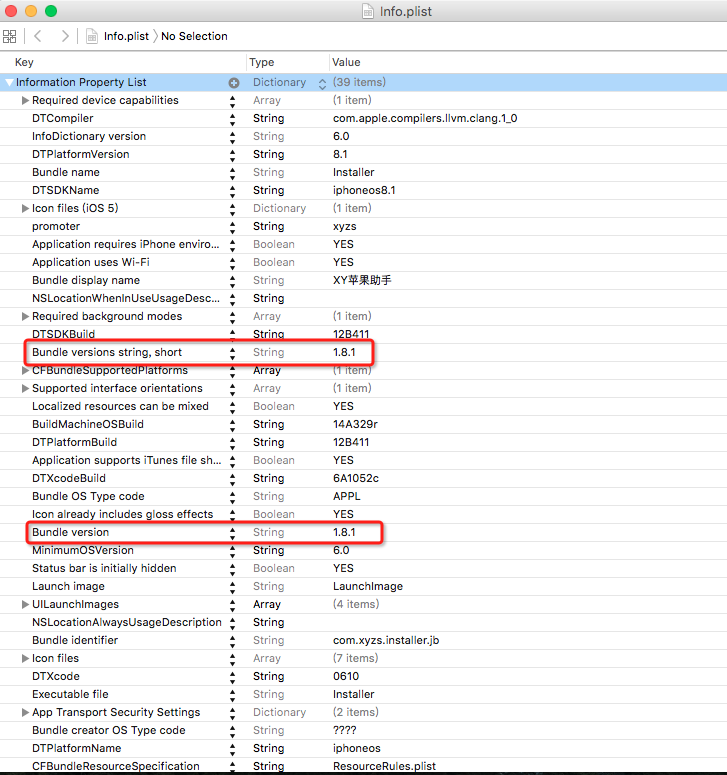 Info.plist
Info.plist No Selection
Key Type Value
Information Property List Dictionary (39 items)
Required device capabilities Array (1 item)
DTCompiler String com.apple.compilers.llvm.clang.1_0
InfoDictionary version String 6.0
DTPlatformVersion String 8.1
Bundle name String Installer
DTSDKName String iphoneos8.1
Icon files (iOS 5) Dictionary (1 item)
promoter String xyzs
Application requires iPhone enviro... Boolean YES
Application uses Wi-Fi Boolean YES
Bundle display name String XY苹果助手
NSLocationWhenInUseUsageDesc... String
Required background modes Array (1 item)
DTSDKBuild String 12B411
Bundle versions string, short String 1.8.1
CFBundleSupportedPlatforms Array (1 item)
Supported interface orientations Array (1 item)
Localized resources can be mixed Boolean YES
BuildMachineOSBuild String 14A329r
DTPlatformBuild String 12B411
Application supports iTunes file sh... Boolean YES
DTXcodeBuild String 6A1052c
Bundle OS Type code String APPL
Icon already includes gloss effects Boolean YES
Bundle version String 1.8.1
MinimumOSVersion String 6.0
Status bar is initially hidden Boolean YES
Launch image String LaunchImage
UILaunchImages Array (4 items)
NSLocationAlwaysUsageDescription String
Bundle identifier String com.xyzs.installer.jb
Icon files Array (7 items)
DTXcode String 0610
Executable file String Installer
App Transport Security Settings Dictionary (2 items)
Bundle creator OS Type code String ????
DTPlatformName String iphoneos
CFBundleResourceSpecification String ResourceRules.plist